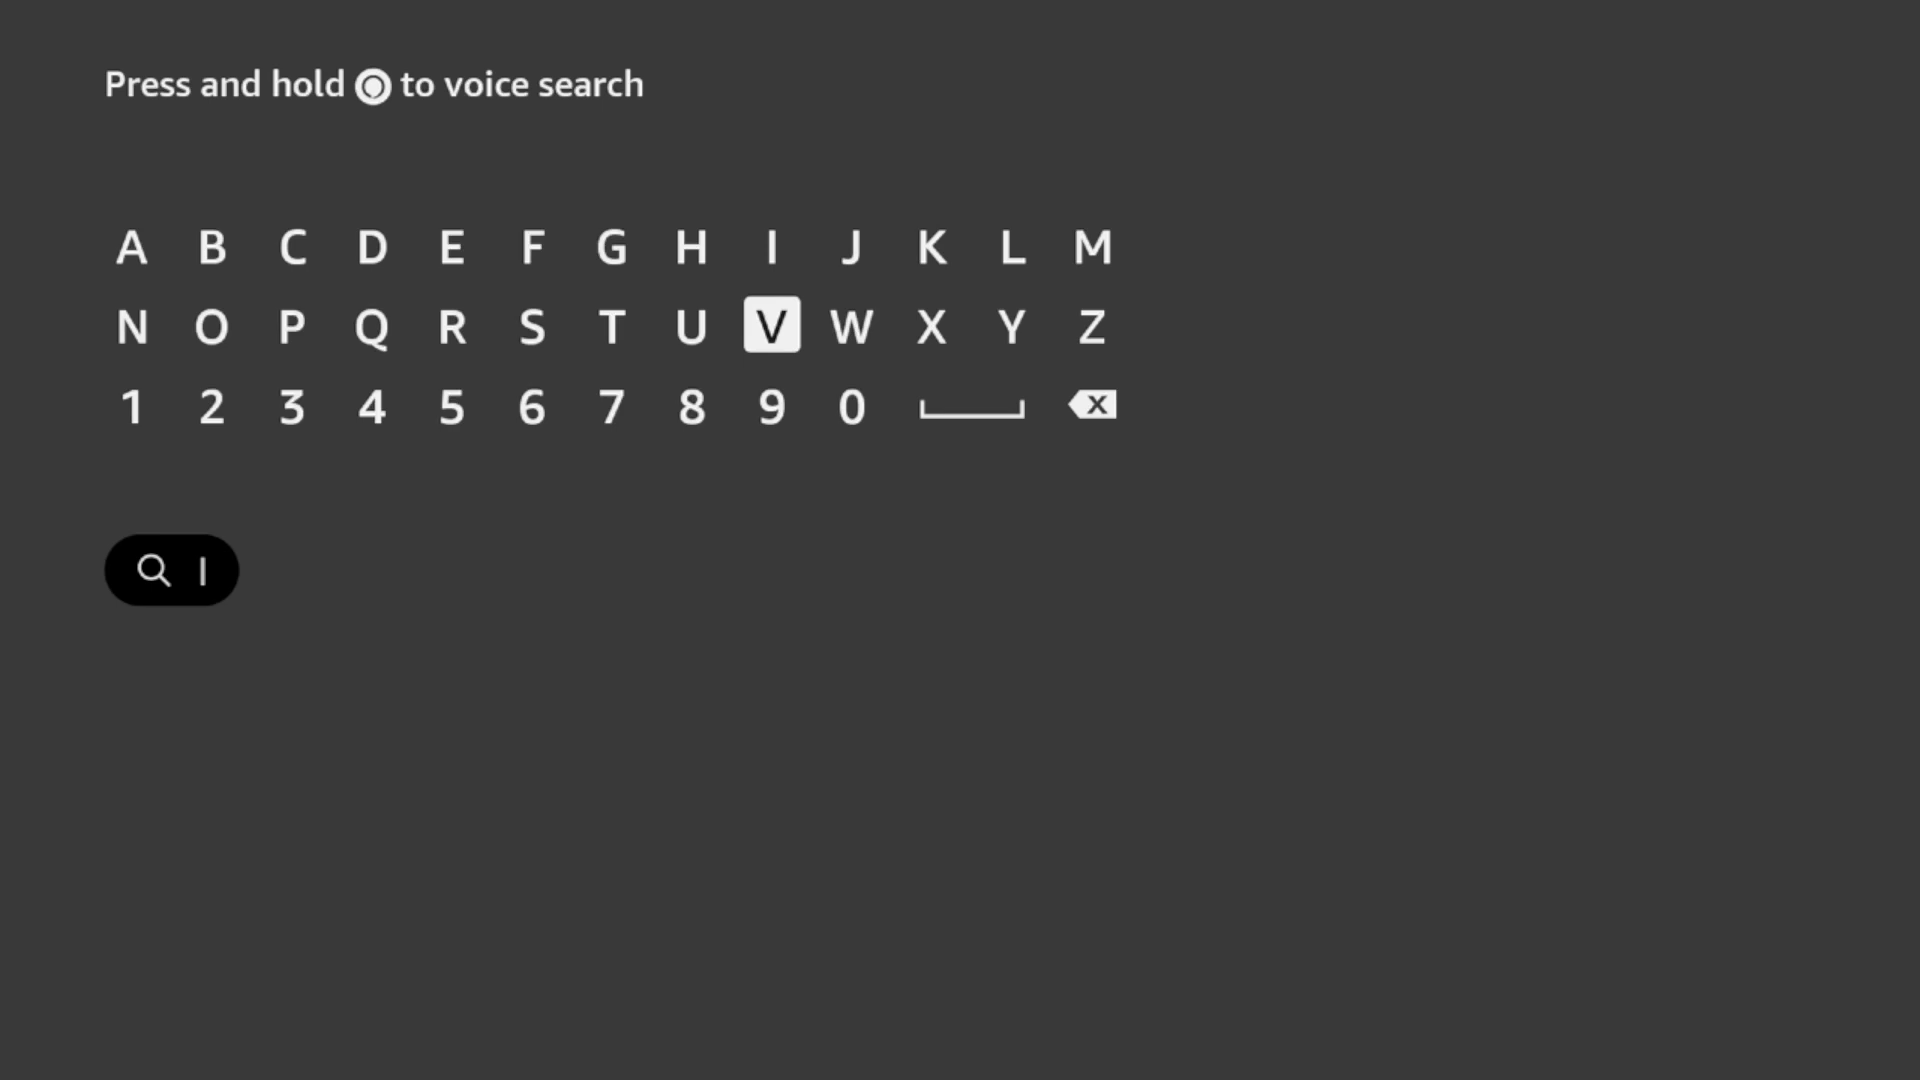 Press and hold to voice search
A B C D E F G H I J K L M
N O P Q R S T U V W X Y Z
1 2 3 4 5 6 7 8 9 0